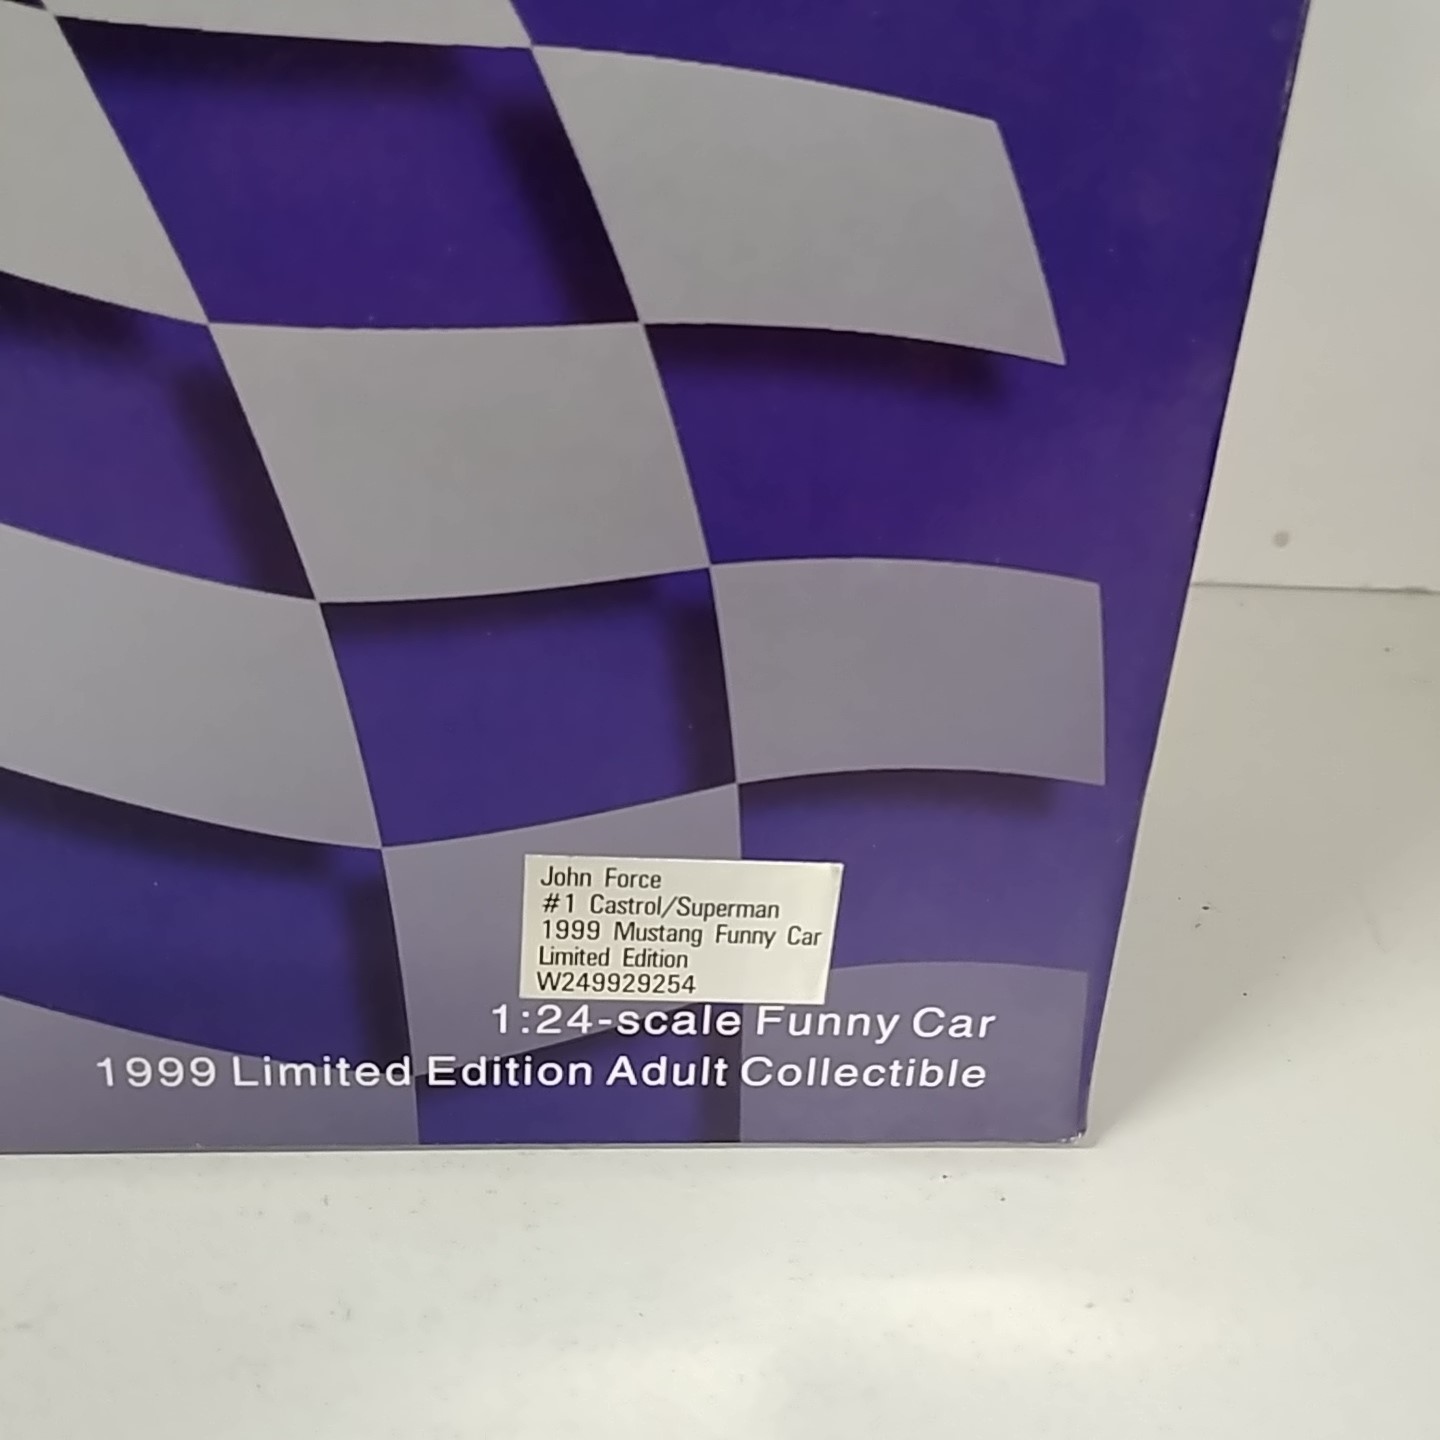 John Force
#1 Castrol/Superman
1999 Mustang Funny Car
Limited Edition
W249929254
1:24-scale Funny Car
1999 Limited Edition Adult Collectible